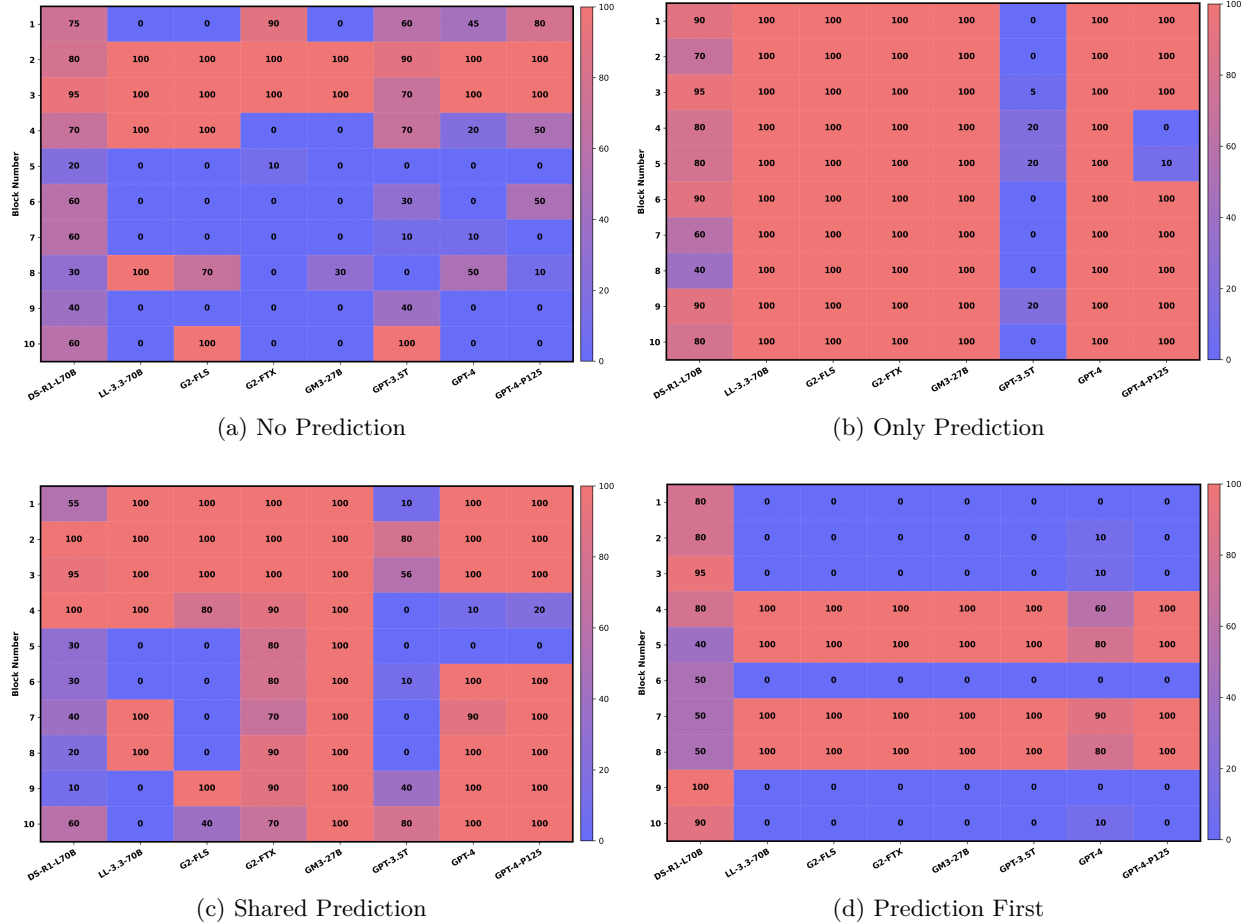 1 75 0 0 90 0 60 45 80
2 80 100 100 100 100 90 100 100
3 95 100 100 100 100 70 100 100
4 70 100 100 0 0 70 20 50
5 20 0 0 10 0 0 0 0
6 60 0 0 0 0 30 0 50
7 60 0 0 0 0 10 10 0
8 30 100 70 0 30 0 50 10
9 40 0 0 0 0 40 0 0
10 60 0 100 0 0 100 0 0
Block Number
DS-R1-L70B LL-3.3-70B G2-FLS G2-FTX GM3-27B GPT-3.5T GPT-4 GPT-4-P125
100
80
60
40
20
0
(a) No Prediction
1 90 100 100 100 100 0 100 100
2 70 100 100 100 100 0 100 100
3 95 100 100 100 100 5 100 100
4 80 100 100 100 100 20 100 0
5 80 100 100 100 100 20 100 10
6 90 100 100 100 100 0 100 100
7 60 100 100 100 100 0 100 100
8 40 100 100 100 100 0 100 100
9 90 100 100 100 100 20 100 100
10 80 100 100 100 100 0 100 100
Block Number
DS-R1-L70B LL-3.3-70B G2-FLS G2-FTX GM3-27B GPT-3.5T GPT-4 GPT-4-P125
100
80
60
40
20
0
(b) Only Prediction
1 55 100 100 100 100 10 100 100
2 100 100 100 100 100 80 100 100
3 95 100 100 100 100 56 100 100
4 100 100 80 90 100 0 10 20
5 30 0 0 80 100 0 0 0
6 30 0 0 80 100 10 100 100
7 40 100 0 70 100 0 90 100
8 20 100 0 90 100 0 100 100
9 10 0 100 90 100 40 100 100
10 60 0 40 70 100 80 100 100
Block Number
DS-R1-L70B LL-3.3-70B G2-FLS G2-FTX GM3-27B GPT-3.5T GPT-4 GPT-4-P125
100
80
60
40
20
0
(c) Shared Prediction
1 80 0 0 0 0 0 0 0
2 80 0 0 0 0 0 10 0
3 95 0 0 0 0 0 10 0
4 80 100 100 100 100 100 60 100
5 40 100 100 100 100 100 80 100
6 50 0 0 0 0 0 0 0
7 50 100 100 100 100 100 90 100
8 50 100 100 100 100 100 80 100
9 100 0 0 0 0 0 0 0
10 90 0 0 0 0 0 10 0
Block Number
DS-R1-L70B LL-3.3-70B G2-FLS G2-FTX GM3-27B GPT-3.5T GPT-4 GPT-4-P125
100
80
60
40
20
0
(d) Prediction First